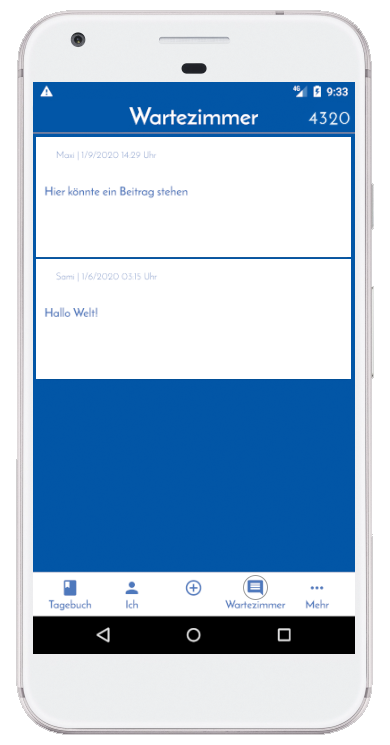 4G 9:33
Wartezimmer 4320
Maxi | 1/9/2020 14:29 Uhr
Hier könnte ein Beitrag stehen
Sami | 1/6/2020 03:15 Uhr
Hallo Welt!
Tagebuch Ich Wartezimmer Mehr